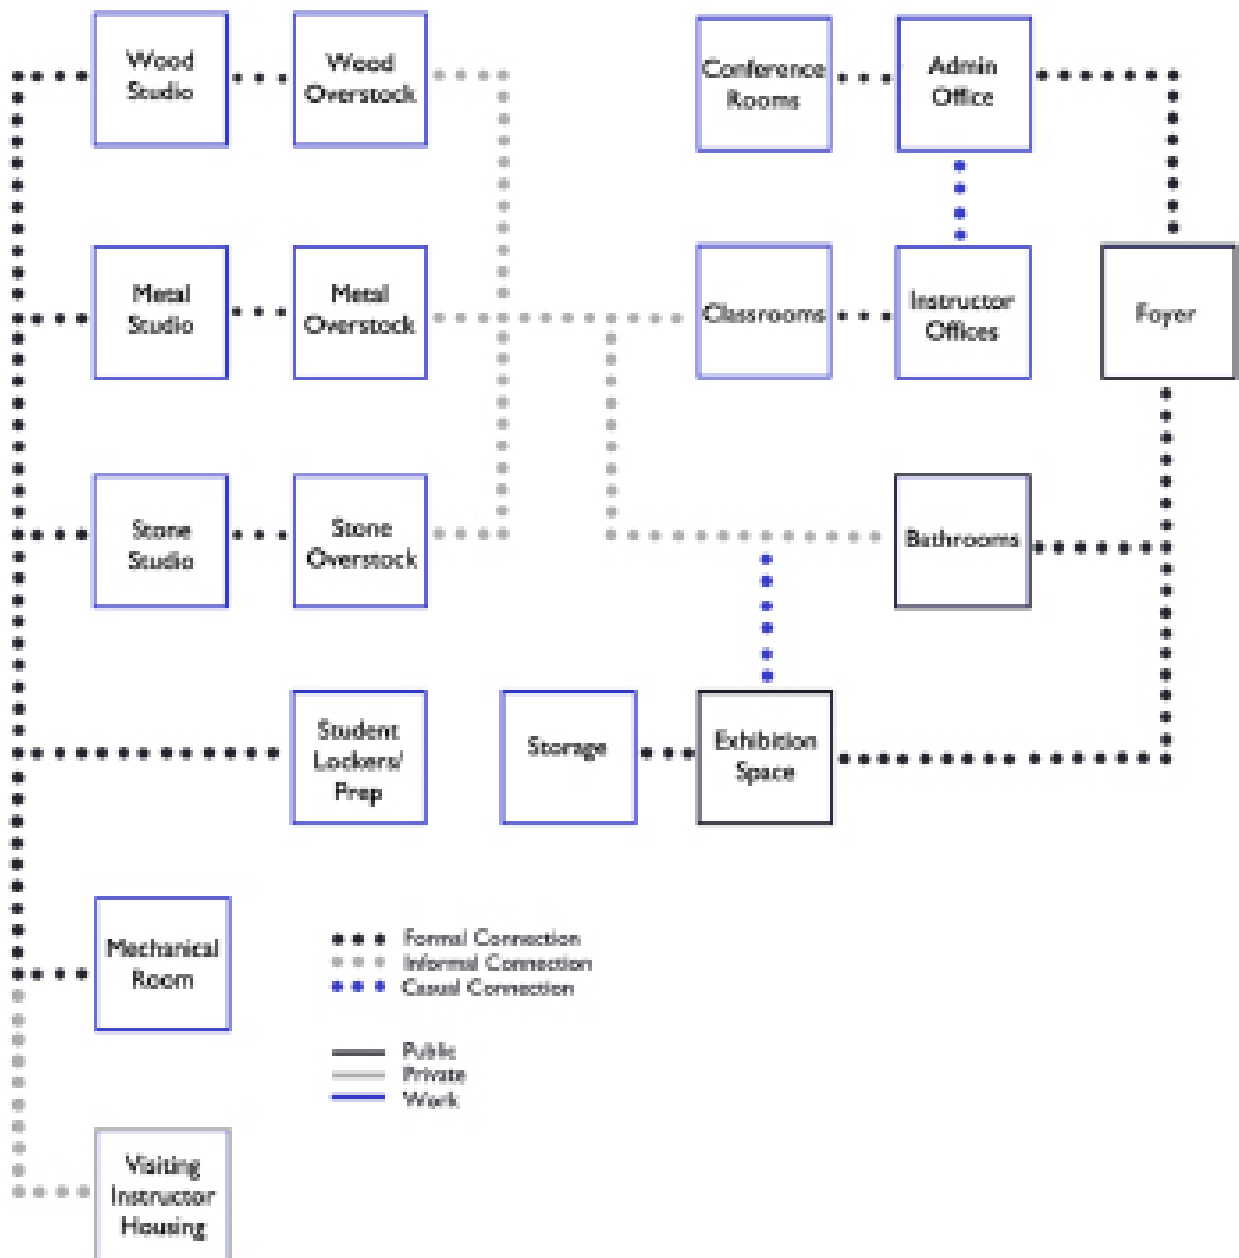 Wood
Studio
Wood
Overstock
Conference
Rooms
Admin
Office
Metal
Studio
Metal
Overstock
Classrooms
Instructor
Offices
Foyer
Stone
Studio
Stone
Overstock
Bathrooms
Student
Lockers/
Prep
Storage
Exhibition
Space
Mechanical
Room
Formal Connection
Informal Connection
Casual Connection
Public
Private
Work
Visiting
Instructor
Housing